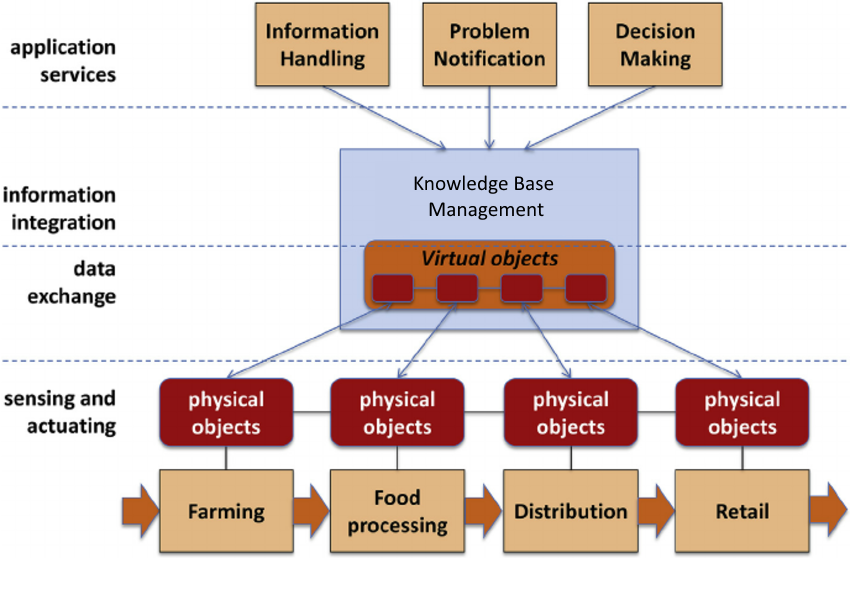 application
services
Information
Handling
Problem
Notification
Decision
Making
information
integration
Knowledge Base
Management
data
exchange
Virtual objects
sensing and
actuating
physical
objects
physical
objects
physical
objects
physical
objects
Farming
Food
processing
Distribution
Retail